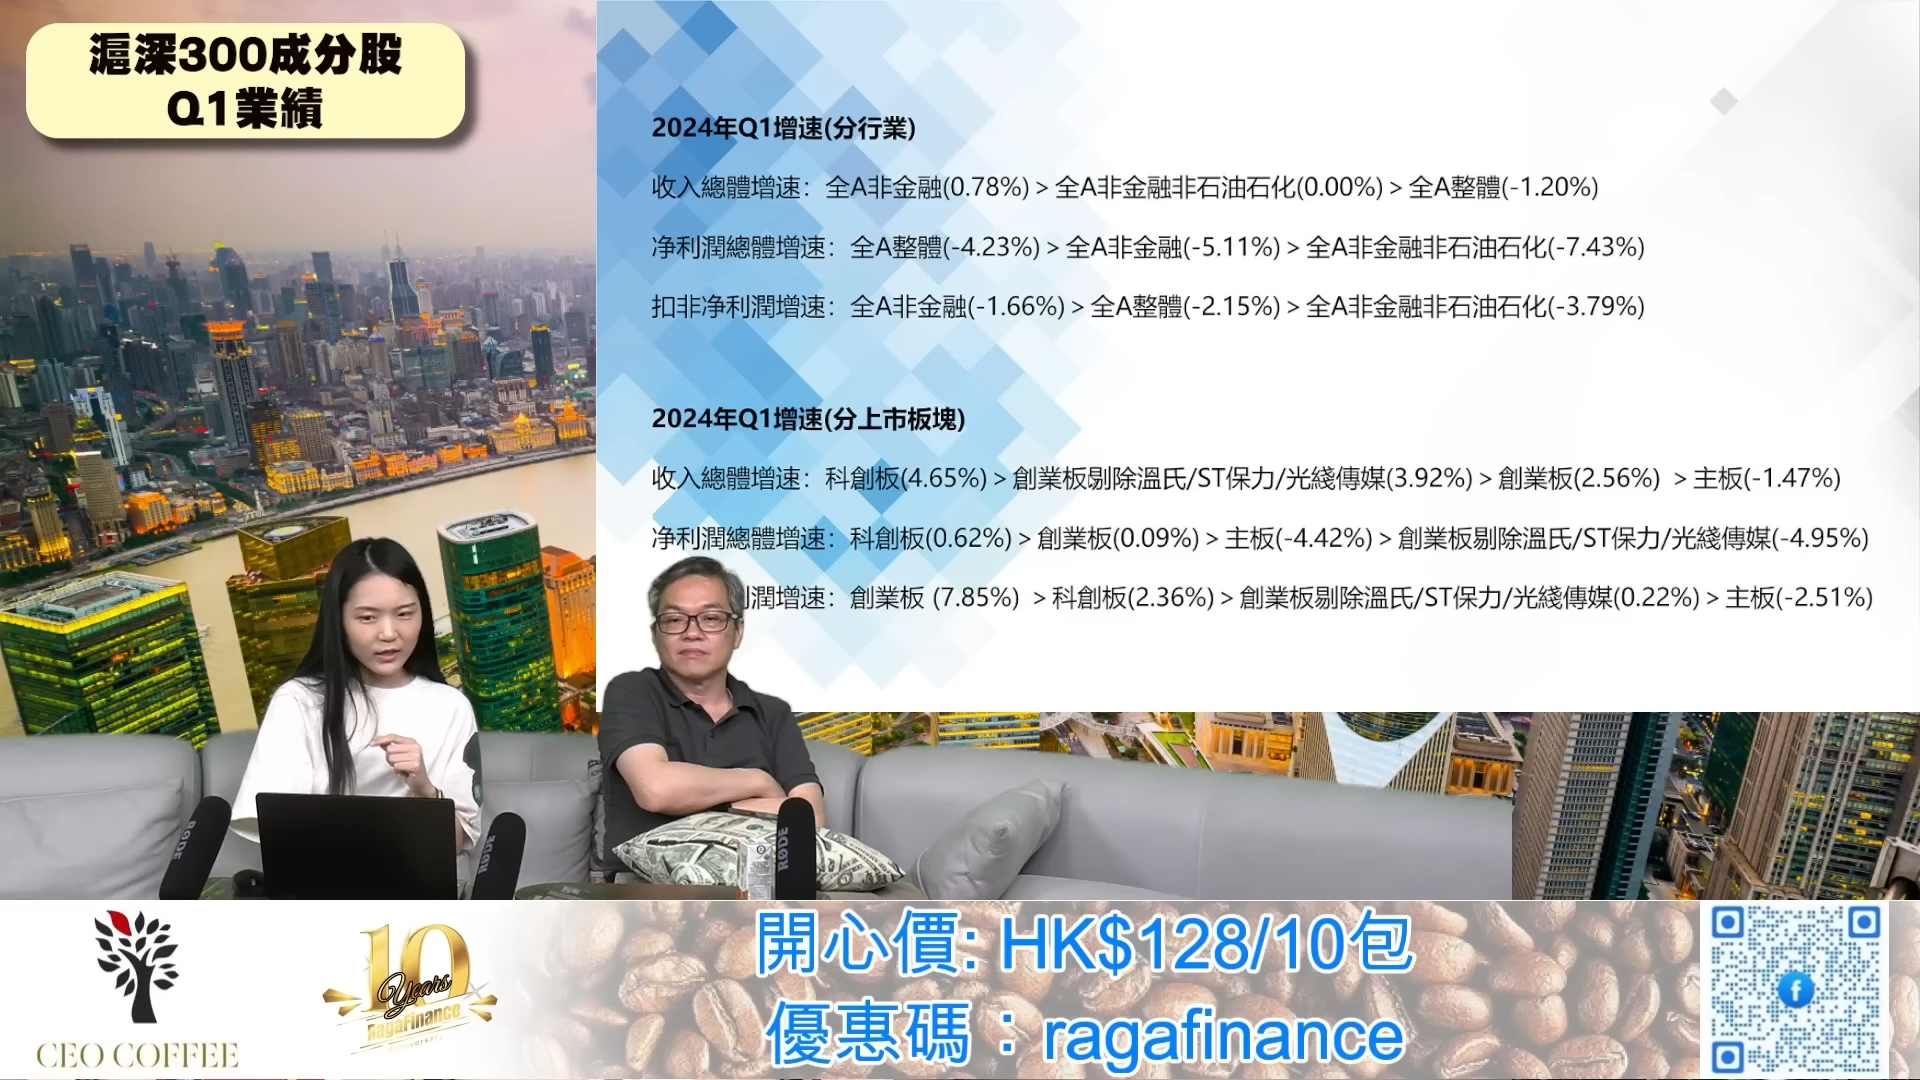 滬深300成分股
Q1業績
2024年Q1增速(分行業)
收入總體增速：全A非金融(0.78%) > 全A非金融非石油石化(0.00%) > 全A整體(-1.20%)
净利潤總體增速：全A整體(-4.23%) > 全A非金融(-5.11%) > 全A非金融非石油石化(-7.43%)
扣非净利潤增速：全A非金融(-1.66%) > 全A整體(-2.15%) > 全A非金融非石油石化(-3.79%)
2024年Q1增速(分上市板塊)
收入總體增速：科創板(4.65%) > 創業板剔除溫氏/ST保力/光綫傳媒(3.92%) > 創業板(2.56%) > 主板(-1.47%)
净利潤總體增速：科創板(0.62%) > 創業板(0.09%) > 主板(-4.42%) > 創業板剔除溫氏/ST保力/光綫傳媒(-4.95%)
潤增速：創業板 (7.85%) > 科創板(2.36%) > 創業板剔除溫氏/ST保力/光綫傳媒(0.22%) > 主板(-2.51%)
RØDE
RØDE
RØDE
CEO COFFEE
10
Years
RagaFinance
Anniversary
開心價: HK$128/10包
優惠碼：ragafinance